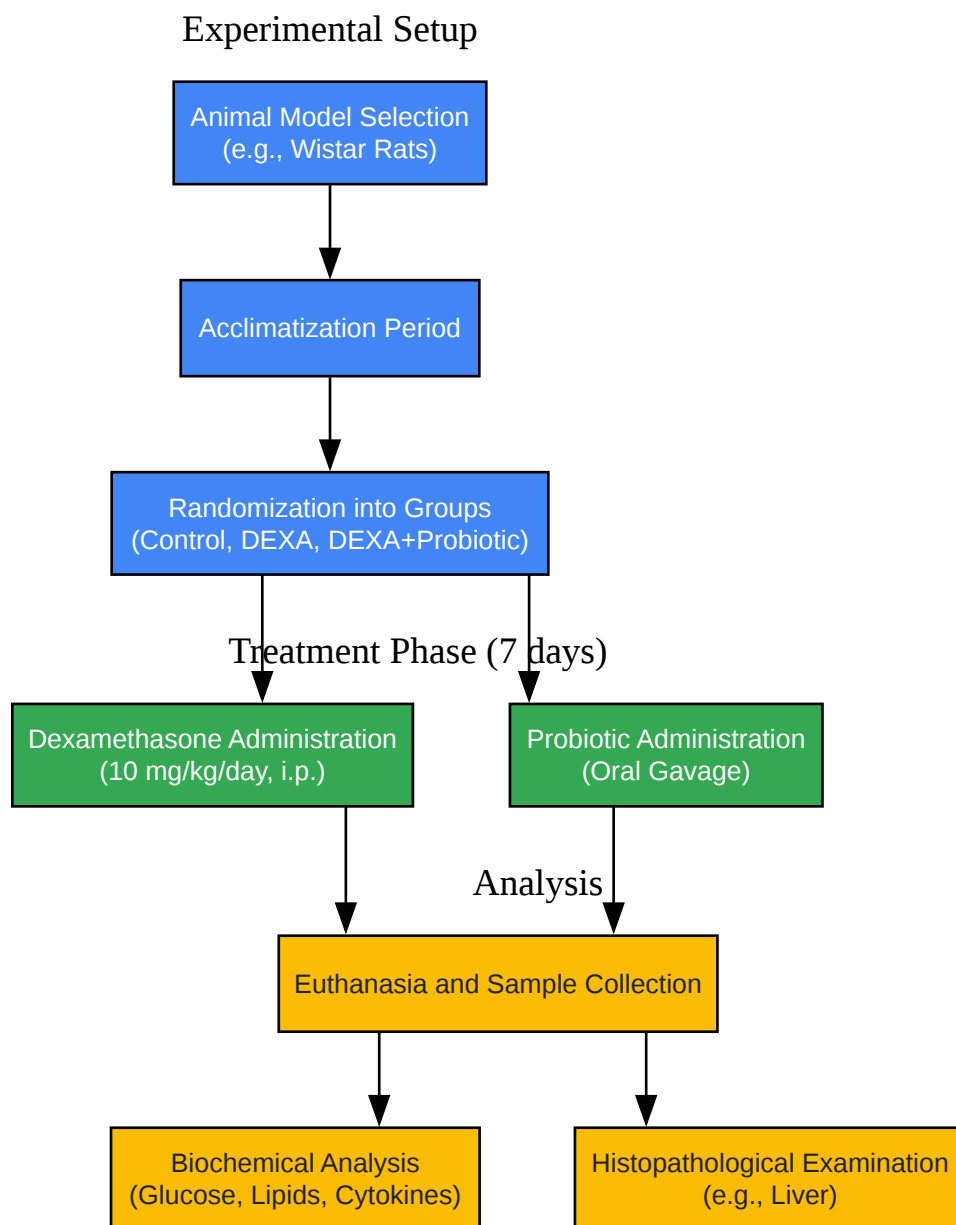 Experimental Setup
Animal Model Selection
(e.g., Wistar Rats)
Acclimatization Period
Randomization into Groups
(Control, DEXA, DEXA+Probiotic)
Treatment Phase (7 days)
Dexamethasone Administration
(10 mg/kg/day, i.p.)
Probiotic Administration
(Oral Gavage)
Analysis
Euthanasia and Sample Collection
Biochemical Analysis
(Glucose, Lipids, Cytokines)
Histopathological Examination
(e.g., Liver)